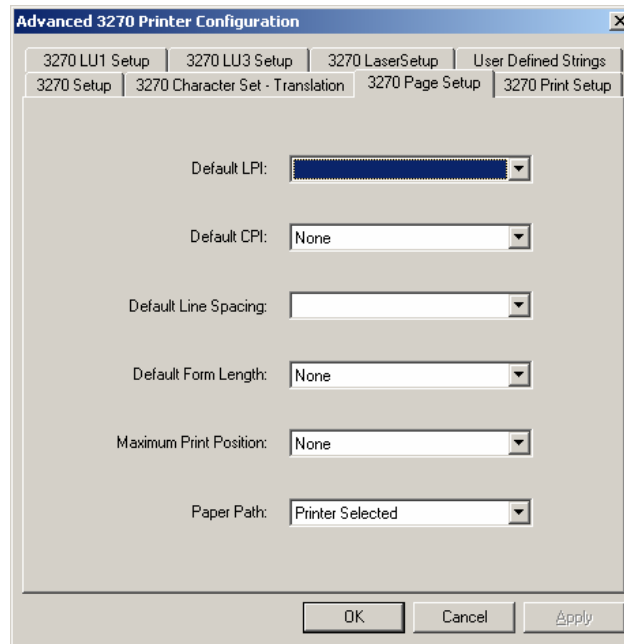 Advanced 3270 Printer Configuration
3270 LU1 Setup 3270 LU3 Setup 3270 LaserSetup User Defined Strings
3270 Setup 3270 Character Set - Translation 3270 Page Setup 3270 Print Setup
Default LPI:
Default CPI: None
Default Line Spacing:
Default Form Length: None
Maximum Print Position: None
Paper Path: Printer Selected
OK Cancel Apply